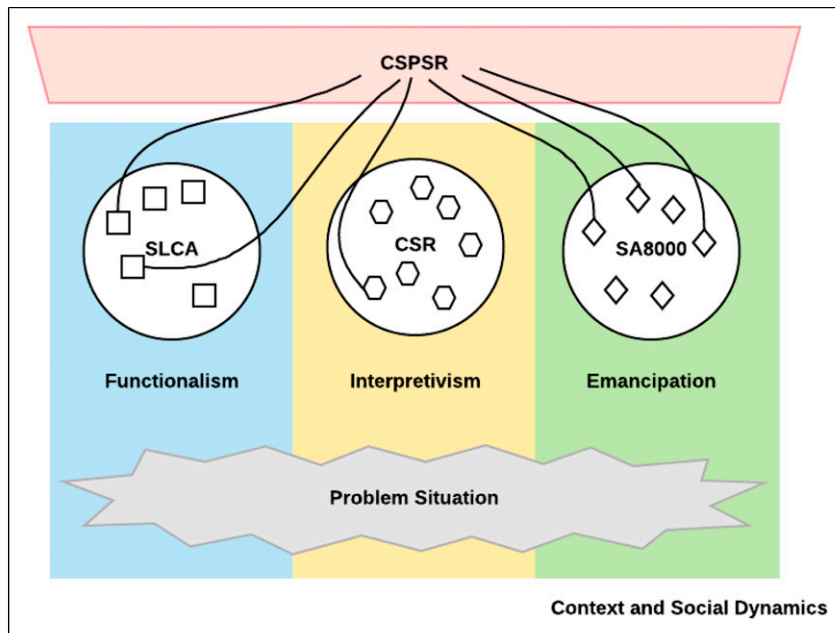 CSPSR
SLCA
CSR
SA8000
Functionalism
Interpretivism
Emancipation
Problem Situation
Context and Social Dynamics